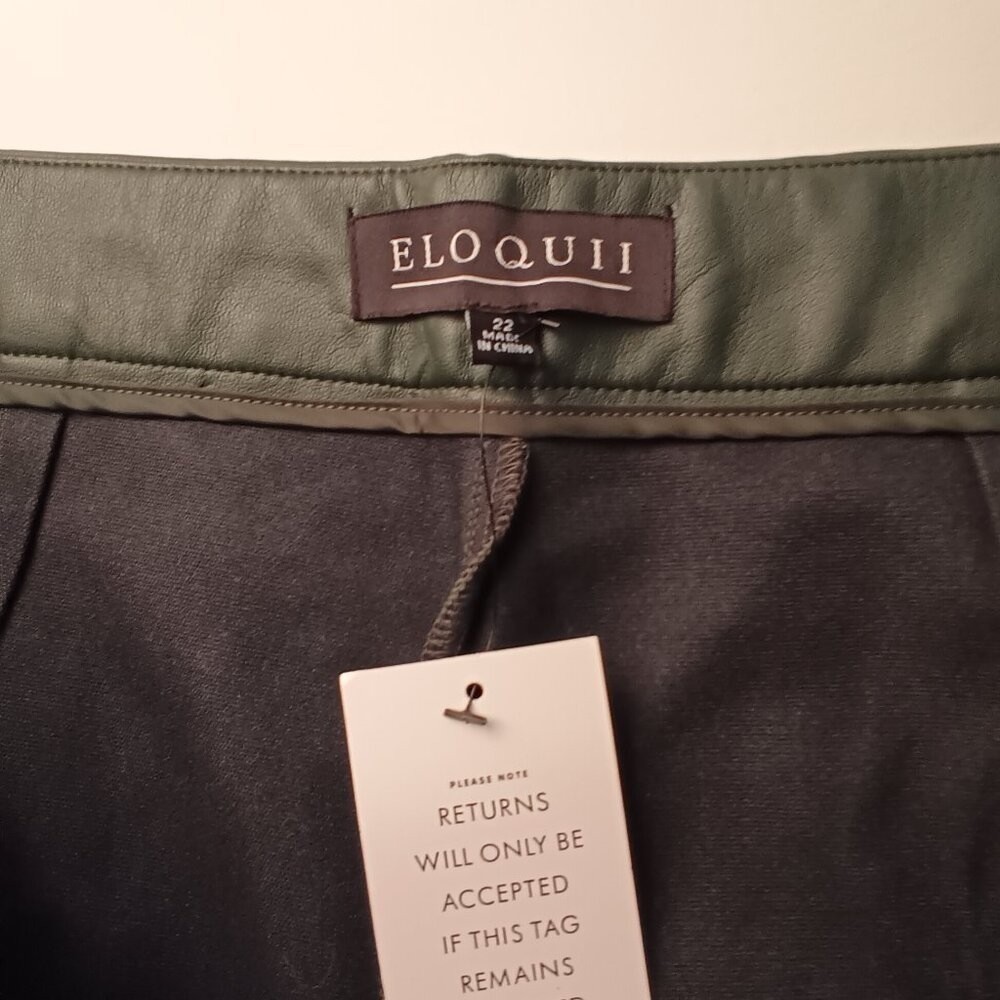 ELOQUII
22
MADE
IN CHINA
PLEASE NOTE
RETURNS
WILL ONLY BE
ACCEPTED
IF THIS TAG
REMAINS